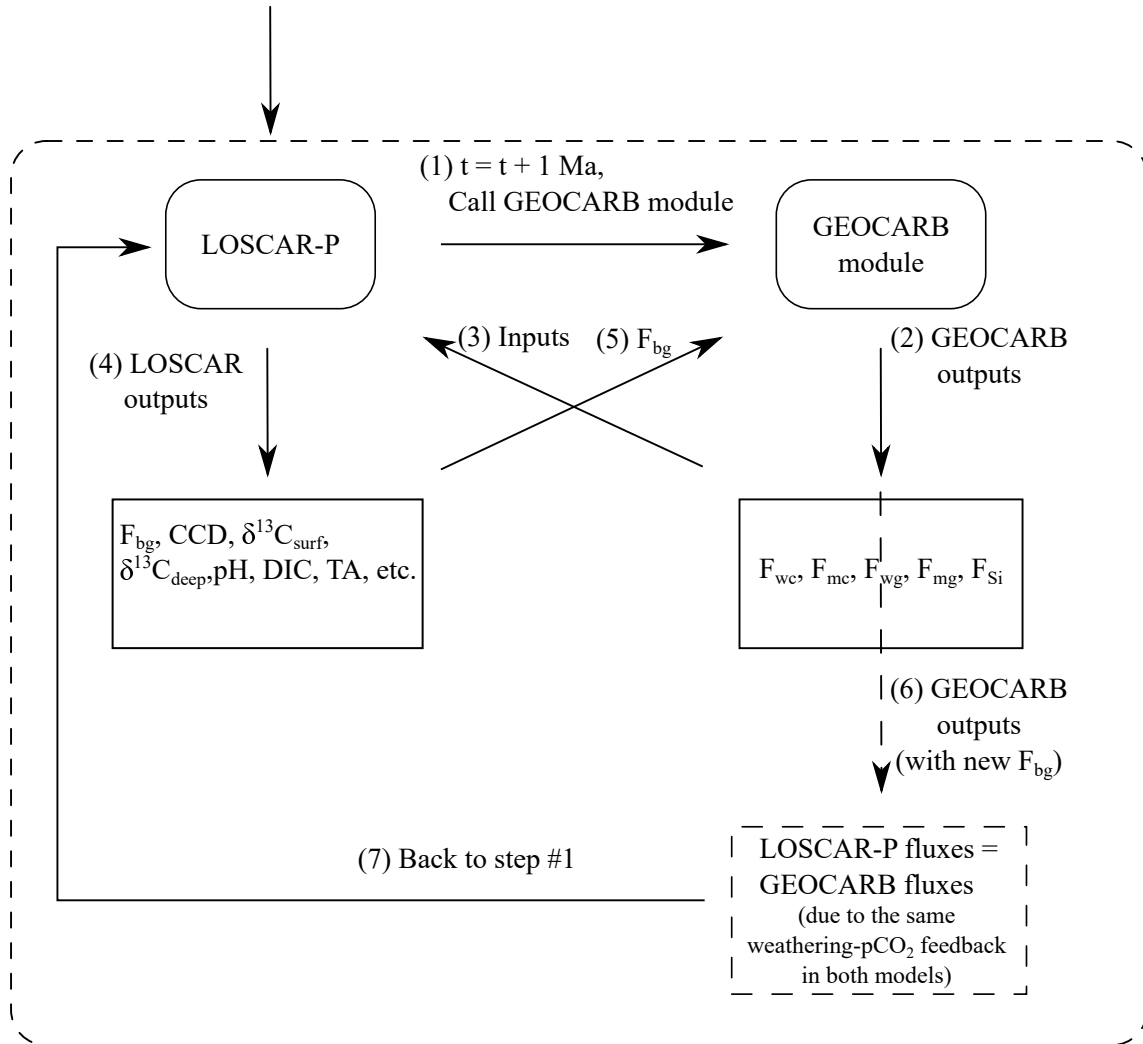 (1) t = t + 1 Ma,
Call GEOCARB module
LOSCAR-P
GEOCARB
module
(3) Inputs
(5) F_bg
(2) GEOCARB
outputs
(4) LOSCAR
outputs
F_bg, CCD, δ¹³C_surf,
δ¹³C_deep,pH, DIC, TA, etc.
F_wc, F_mc, F_wg, F_mg, F_Si
(6) GEOCARB
outputs
(with new F_bg)
(7) Back to step #1
LOSCAR-P fluxes =
GEOCARB fluxes
(due to the same
weathering-pCO₂ feedback
in both models)